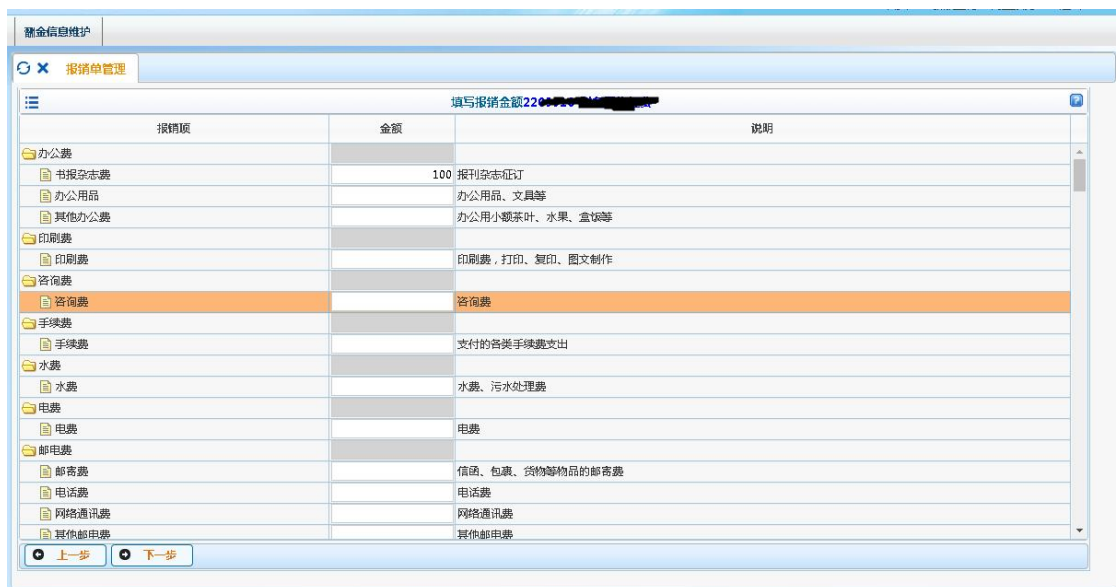 酬金信息维护
报销单管理
填写报销金额220
报销项 金额 说明
办公费
书报杂志费 100 报刊杂志征订
办公用品 办公用品、文具等
其他办公费 办公用小额茶叶、水果、盒饭等
印刷费
印刷费 印刷费，打印、复印、图文制作
咨询费
咨询费 咨询费
手续费
手续费 支付的各类手续费支出
水费
水费 水费、污水处理费
电费
电费 电费
邮电费
邮寄费 信函、包裹、货物等物品的邮寄费
电话费 电话费
网络通讯费 网络通讯费
其他邮电费 其他邮电费
上一步 下一步